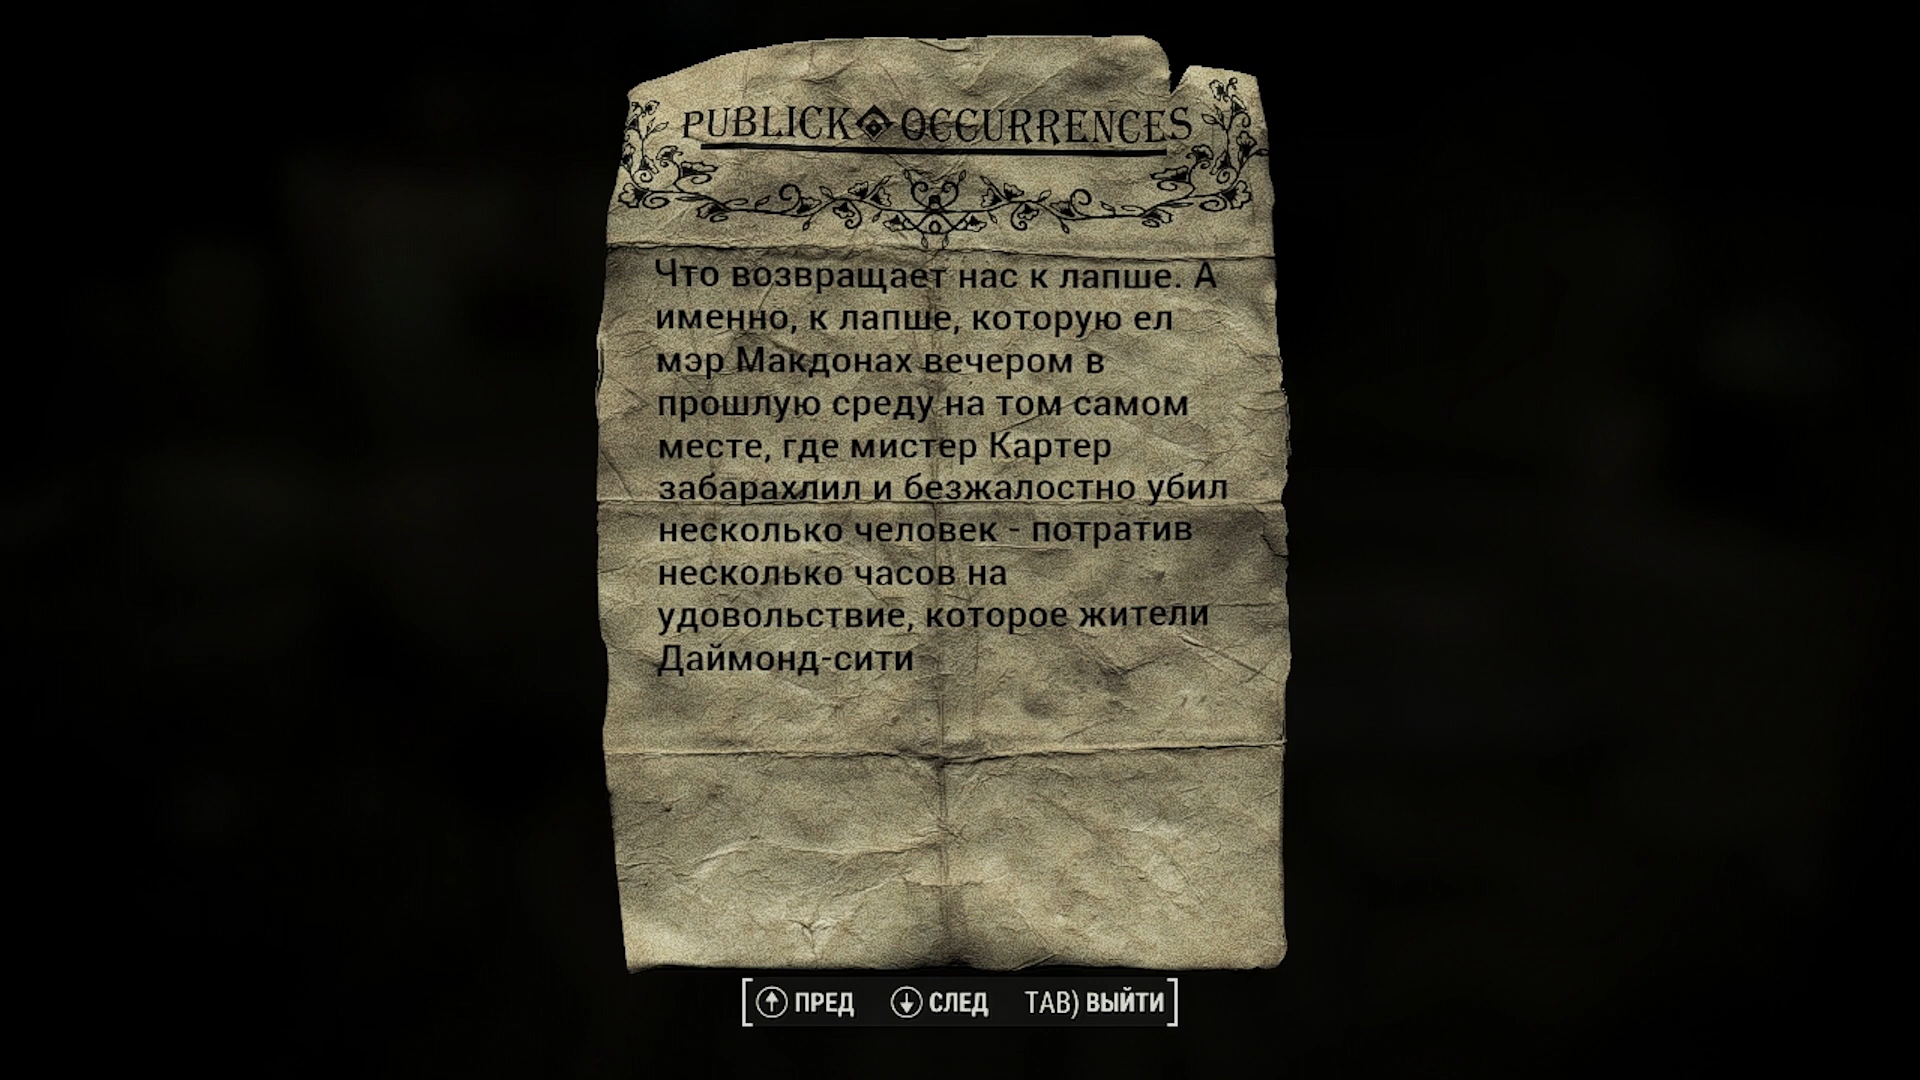 PUBLICK OCCURRENCES
Что возвращает нас к лапше. А
именно, к лапше, которую ел
мэр Макдонах вечером в
прошлую среду на том самом
месте, где мистер Картер
забарахлил и безжалостно убил
несколько человек - потратив
несколько часов на
удовольствие, которое жители
Даймонд-сити
ПРЕД СЛЕД TAB) ВЫЙТИ